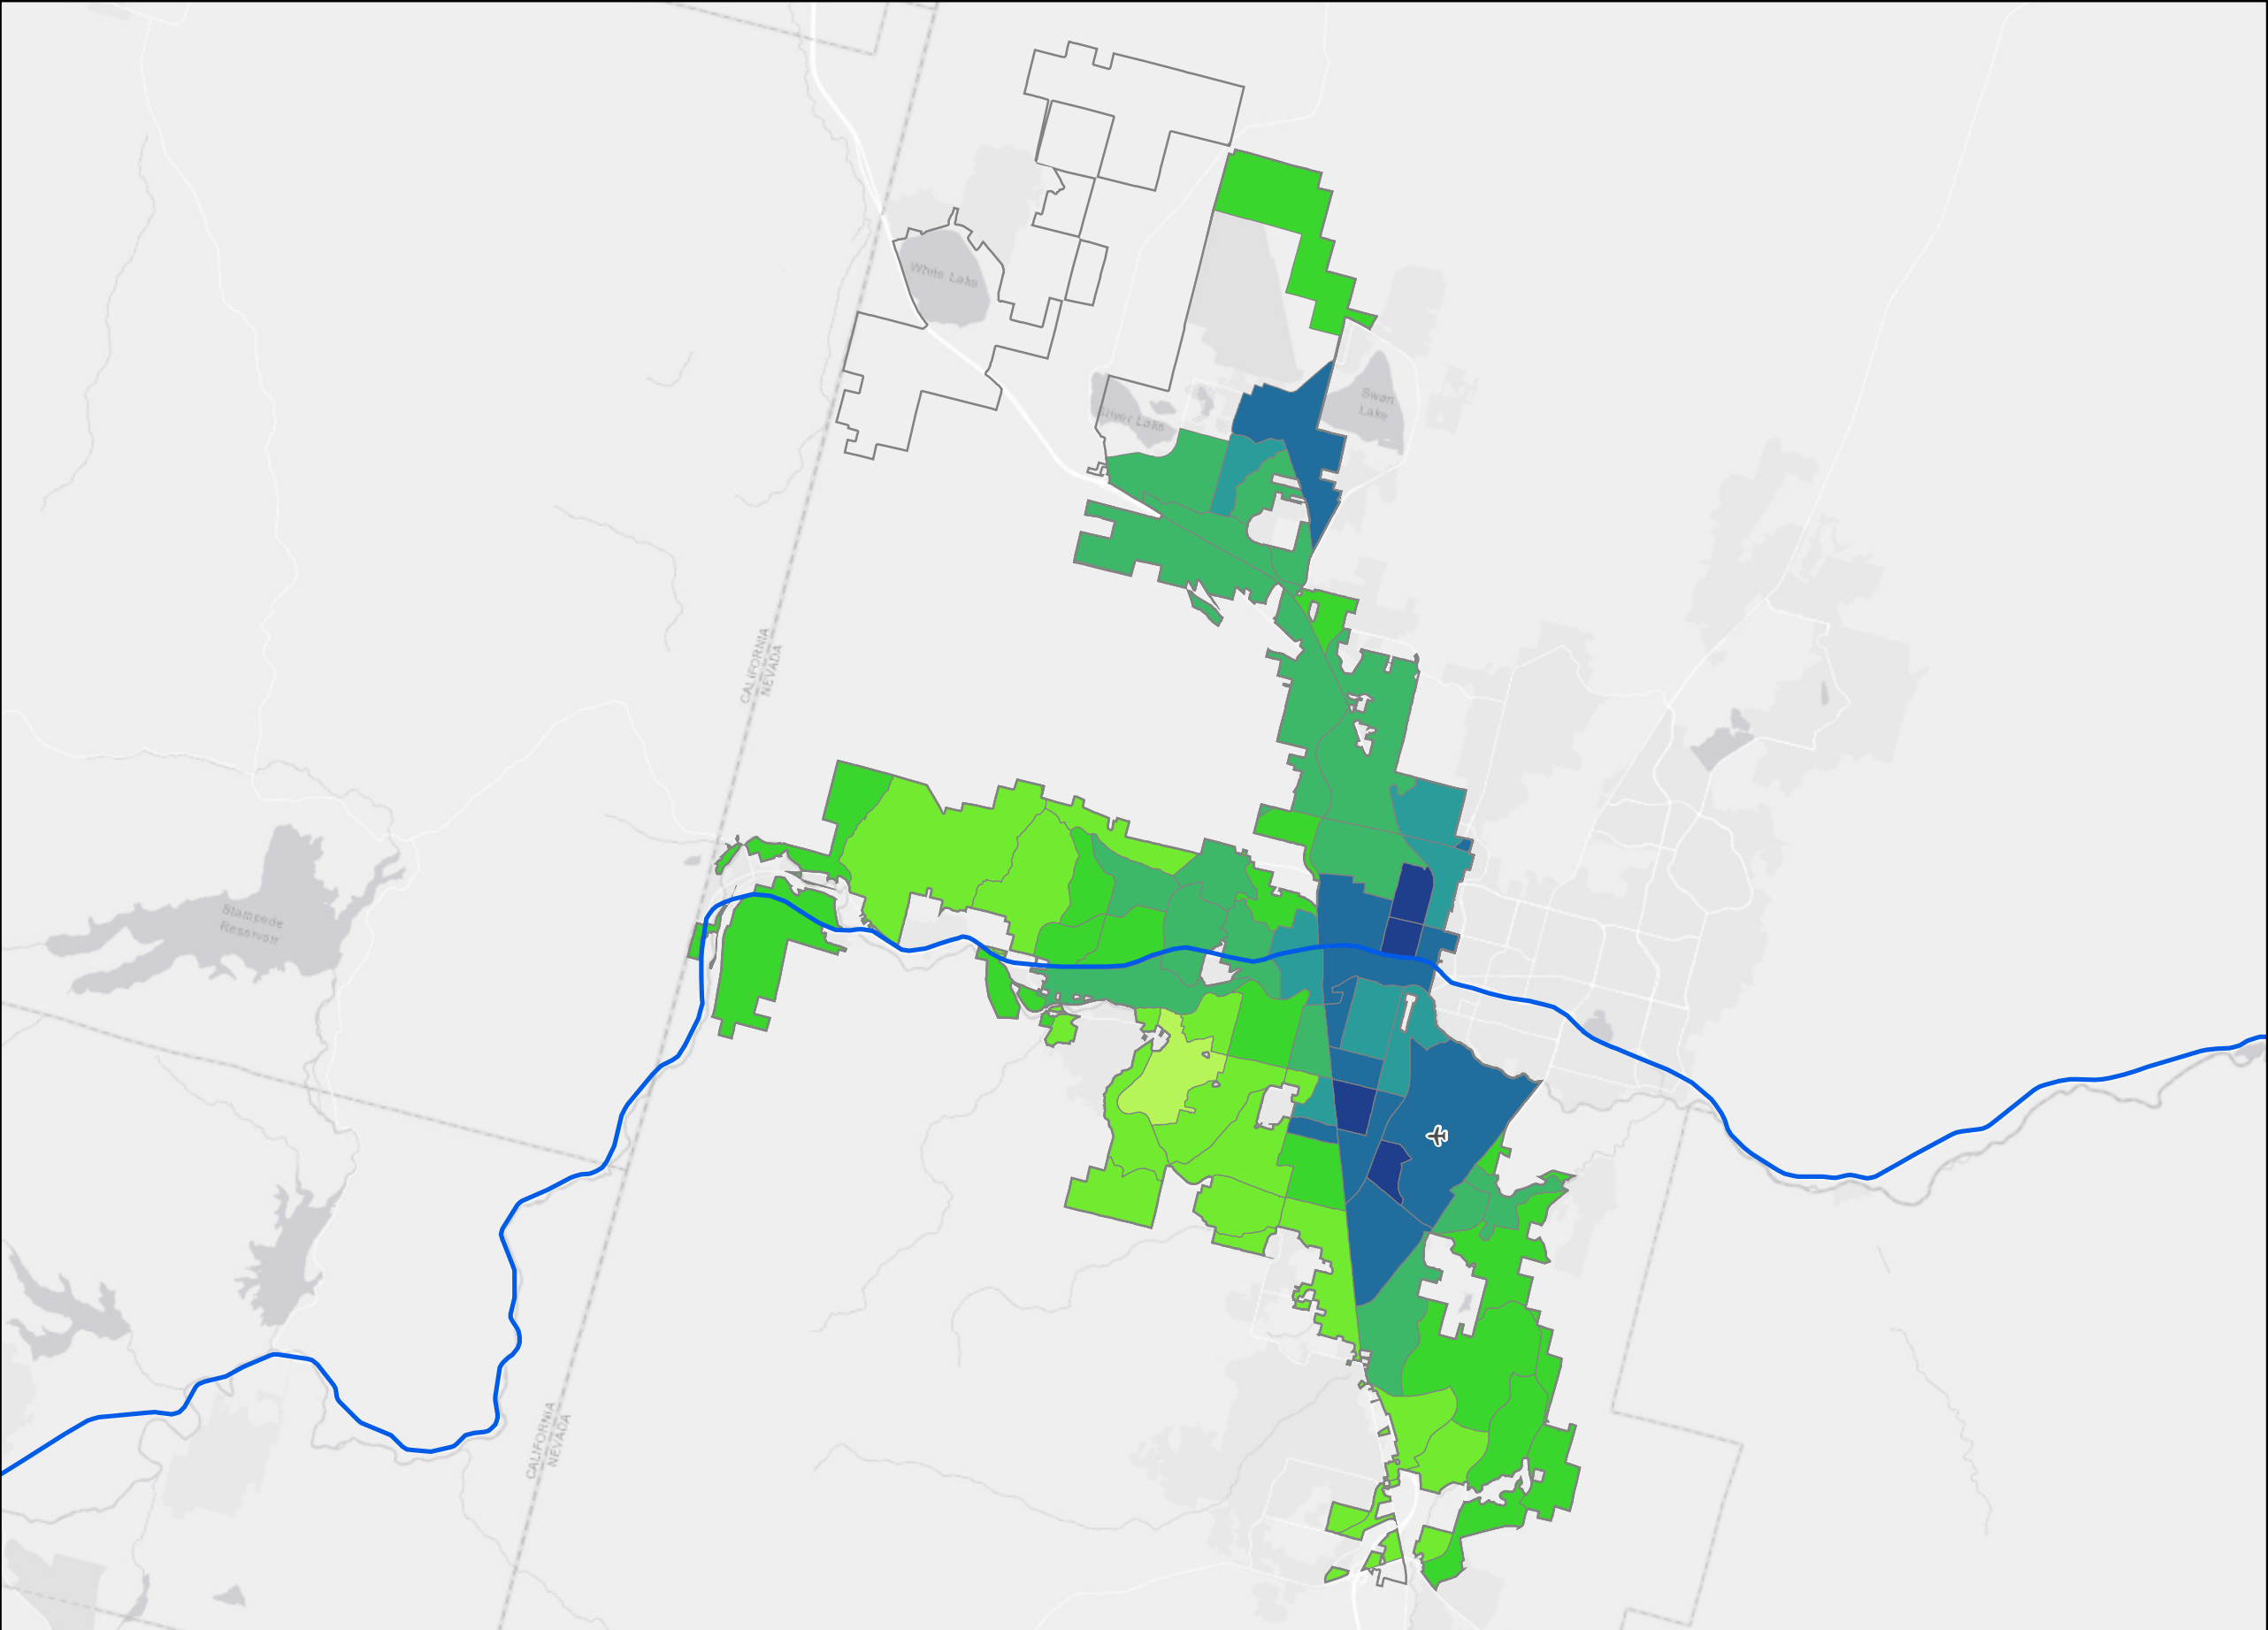 White Lake
Silver Lake
Swan
Lake
CALIFORNIA
NEVADA
Stampede
Reservoir
CALIFORNIA
NEVADA